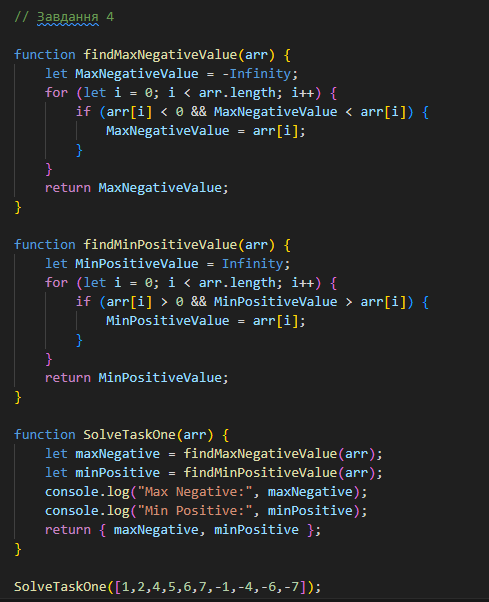 // Завдання 4
function findMaxNegativeValue(arr) {
let MaxNegativeValue = -Infinity;
for (let i = 0; i < arr.length; i++) {
if (arr[i] < 0 && MaxNegativeValue < arr[i]) {
MaxNegativeValue = arr[i];
}
}
return MaxNegativeValue;
}
function findMinPositiveValue(arr) {
let MinPositiveValue = Infinity;
for (let i = 0; i < arr.length; i++) {
if (arr[i] > 0 && MinPositiveValue > arr[i]) {
MinPositiveValue = arr[i];
}
}
return MinPositiveValue;
}
function SolveTaskOne(arr) {
let maxNegative = findMaxNegativeValue(arr);
let minPositive = findMinPositiveValue(arr);
console.log("Max Negative:", maxNegative);
console.log("Min Positive:", minPositive);
return { maxNegative, minPositive };
}
SolveTaskOne([1,2,4,5,6,7,-1,-4,-6,-7]);